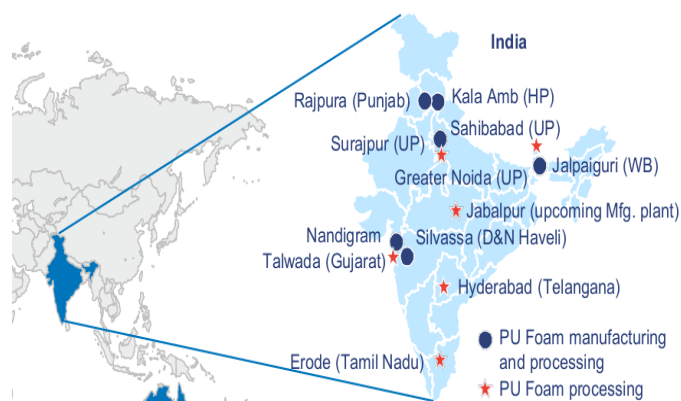 India
Rajpura (Punjab)
Kala Amb (HP)
Sahibabad (UP)
Surajpur (UP)
Jalpaiguri (WB)
Greater Noida (UP)
Jabalpur (upcoming Mfg. plant)
Nandigram
Silvassa (D&N Haveli)
Talwada (Gujarat)
Hyderabad (Telangana)
PU Foam manufacturing
and processing
Erode (Tamil Nadu)
PU Foam processing